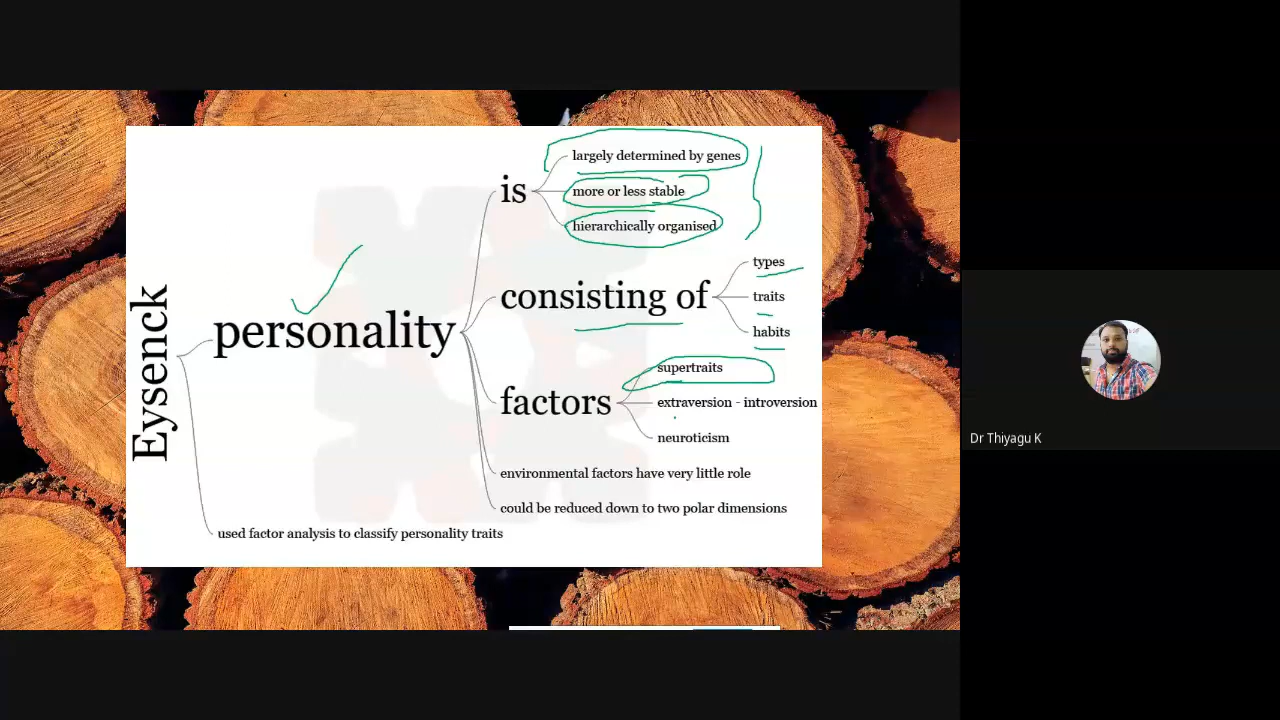 Eysenck
personality
is
largely determined by genes
more or less stable
hierarchically organised
consisting of
types
traits
habits
factors
supertraits
extraversion - introversion
neuroticism
environmental factors have very little role
could be reduced down to two polar dimensions
used factor analysis to classify personality traits
Dr Thiyagu K